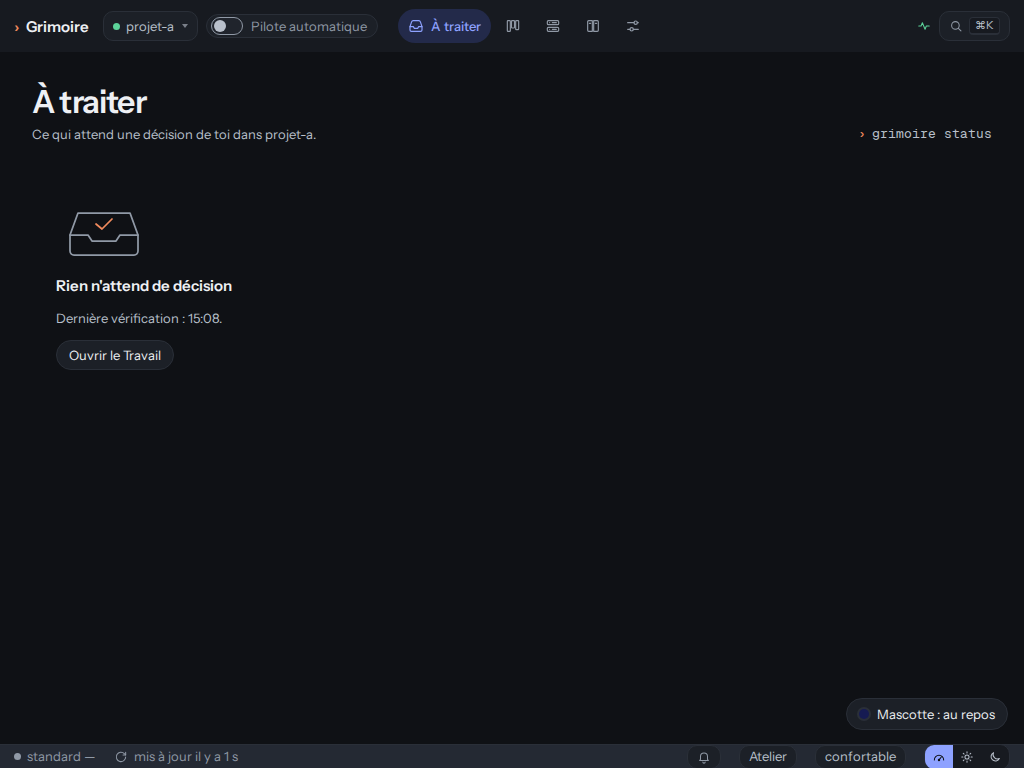 › Grimoire projet-a Pilote automatique À traiter ⌘K
À traiter
Ce qui attend une décision de toi dans projet-a.
› grimoire status
Rien n'attend de décision
Dernière vérification : 15:08.
Ouvrir le Travail
Mascotte : au repos
standard — mis à jour il y a 1 s Atelier confortable